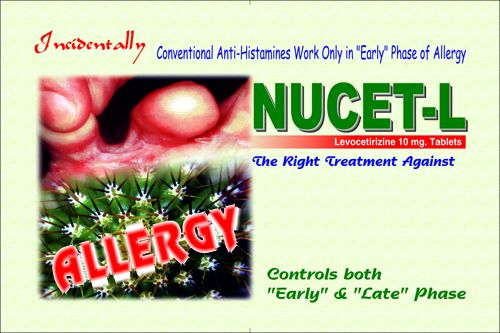 Incidentally
Conventional Anti-Histamines Work Only in "Early" Phase of Allergy
NUCET-L
Levocetirizine 10 mg. Tablets
The Right Treatment Against
ALLERGY
Controls both
"Early" & "Late" Phase